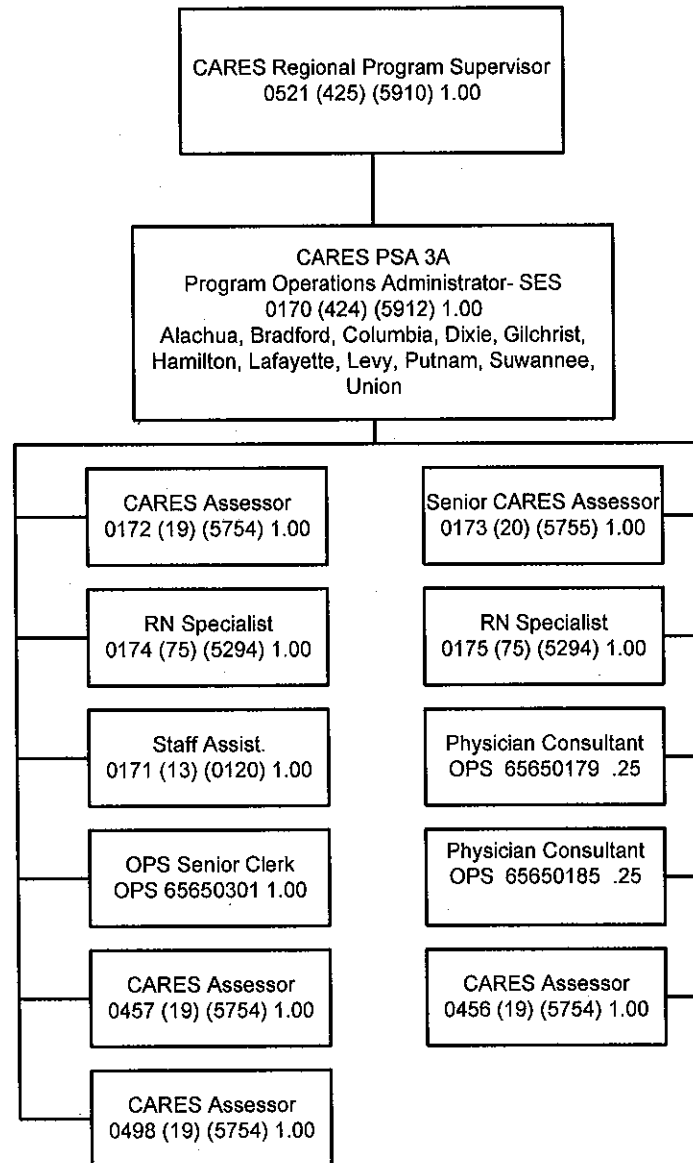 CARES Regional Program Supervisor
0521 (425) (5910) 1.00
CARES PSA 3A
Program Operations Administrator- SES
0170 (424) (5912) 1.00
Alachua, Bradford, Columbia, Dixie, Gilchrist,
Hamilton, Lafayette, Levy, Putnam, Suwannee,
Union
CARES Assessor
0172 (19) (5754) 1.00
Senior CARES Assessor
0173 (20) (5755) 1.00
RN Specialist
0174 (75) (5294) 1.00
RN Specialist
0175 (75) (5294) 1.00
Staff Assist.
0171 (13) (0120) 1.00
Physician Consultant
OPS 65650179 .25
OPS Senior Clerk
OPS 65650301 1.00
Physician Consultant
OPS 65650185 .25
CARES Assessor
0457 (19) (5754) 1.00
CARES Assessor
0456 (19) (5754) 1.00
CARES Assessor
0498 (19) (5754) 1.00